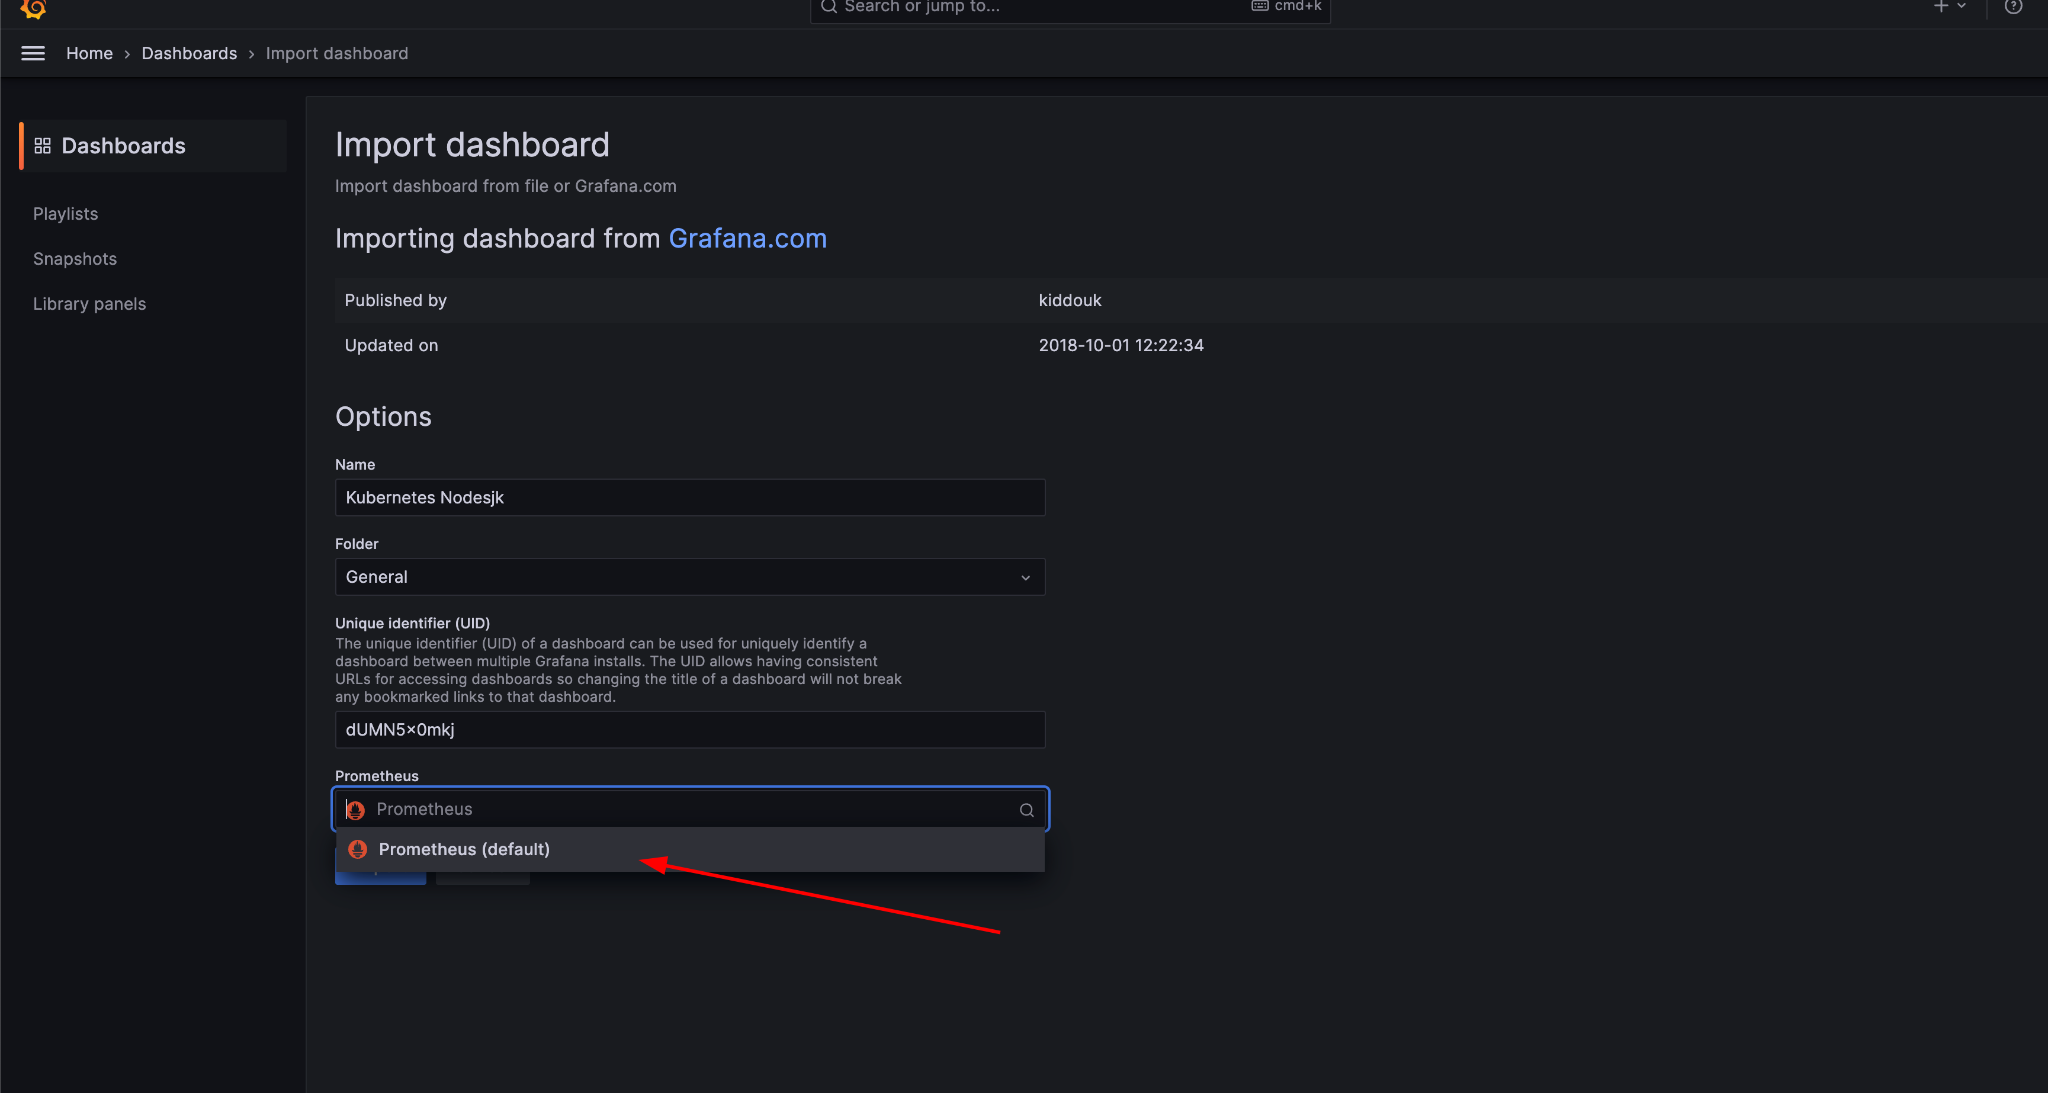 Search or jump to...
cmd+k
Home › Dashboards › Import dashboard
Dashboards
Playlists
Snapshots
Library panels
Import dashboard
Import dashboard from file or Grafana.com
Importing dashboard from Grafana.com
Published by kiddouk
Updated on 2018-10-01 12:22:34
Options
Name
Kubernetes Nodesjk
Folder
General
Unique identifier (UID)
The unique identifier (UID) of a dashboard can be used for uniquely identify a
dashboard between multiple Grafana installs. The UID allows having consistent
URLs for accessing dashboards so changing the title of a dashboard will not break
any bookmarked links to that dashboard.
dUMN5×0mkj
Prometheus
Prometheus
Prometheus (default)